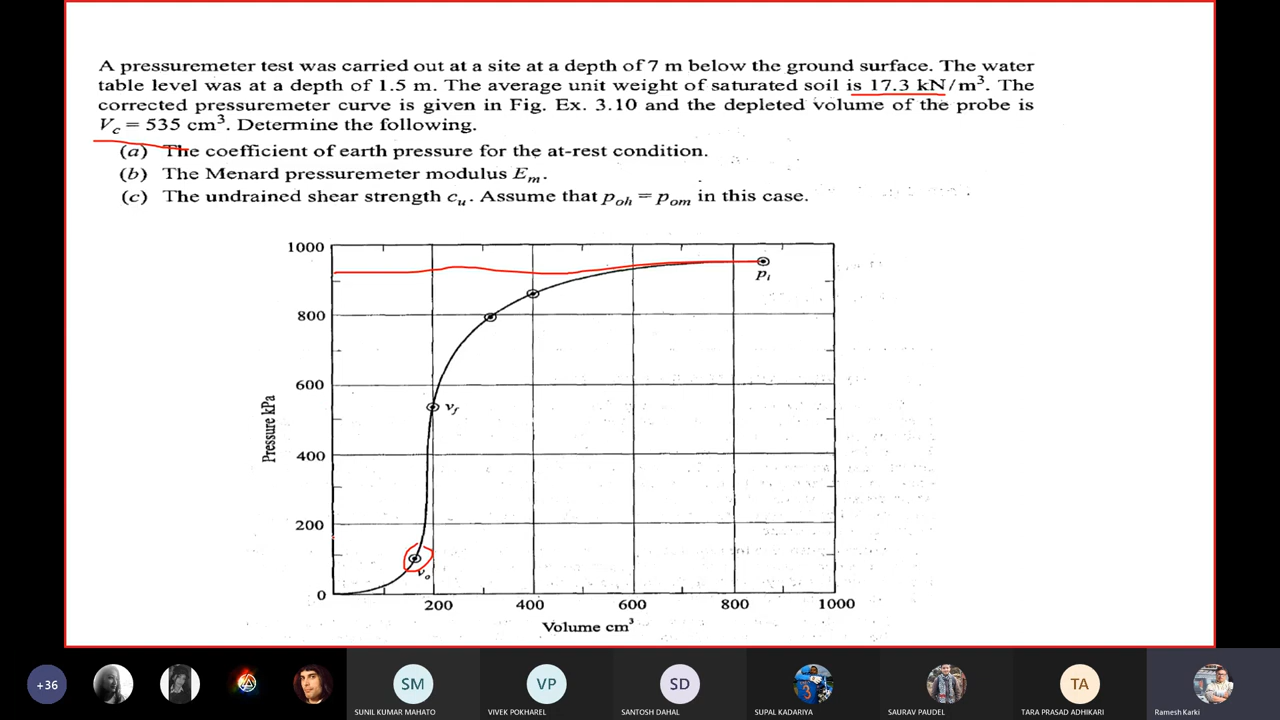 A pressuremeter test was carried out at a site at a depth of 7 m below the ground surface. The water
table level was at a depth of 1.5 m. The average unit weight of saturated soil is 17.3 kN/m³. The
corrected pressuremeter curve is given in Fig. Ex. 3.10 and the depleted volume of the probe is
Vc = 535 cm³. Determine the following.
(a) The coefficient of earth pressure for the at-rest condition.
(b) The Menard pressuremeter modulus Em.
(c) The undrained shear strength cu. Assume that poh = pom in this case.
1000
800
600
400
200
0
Pressure kPa
pl
vf
vo
200 400 600 800 1000
Volume cm³
+36
SM
VP
SD
TA
SUNIL KUMAR MAHATO
VIVEK POKHAREL
SANTOSH DAHAL
SUPAL KADARIYA
SAURAV PAUDEL
TARA PRASAD ADHIKARI
Ramesh Karki